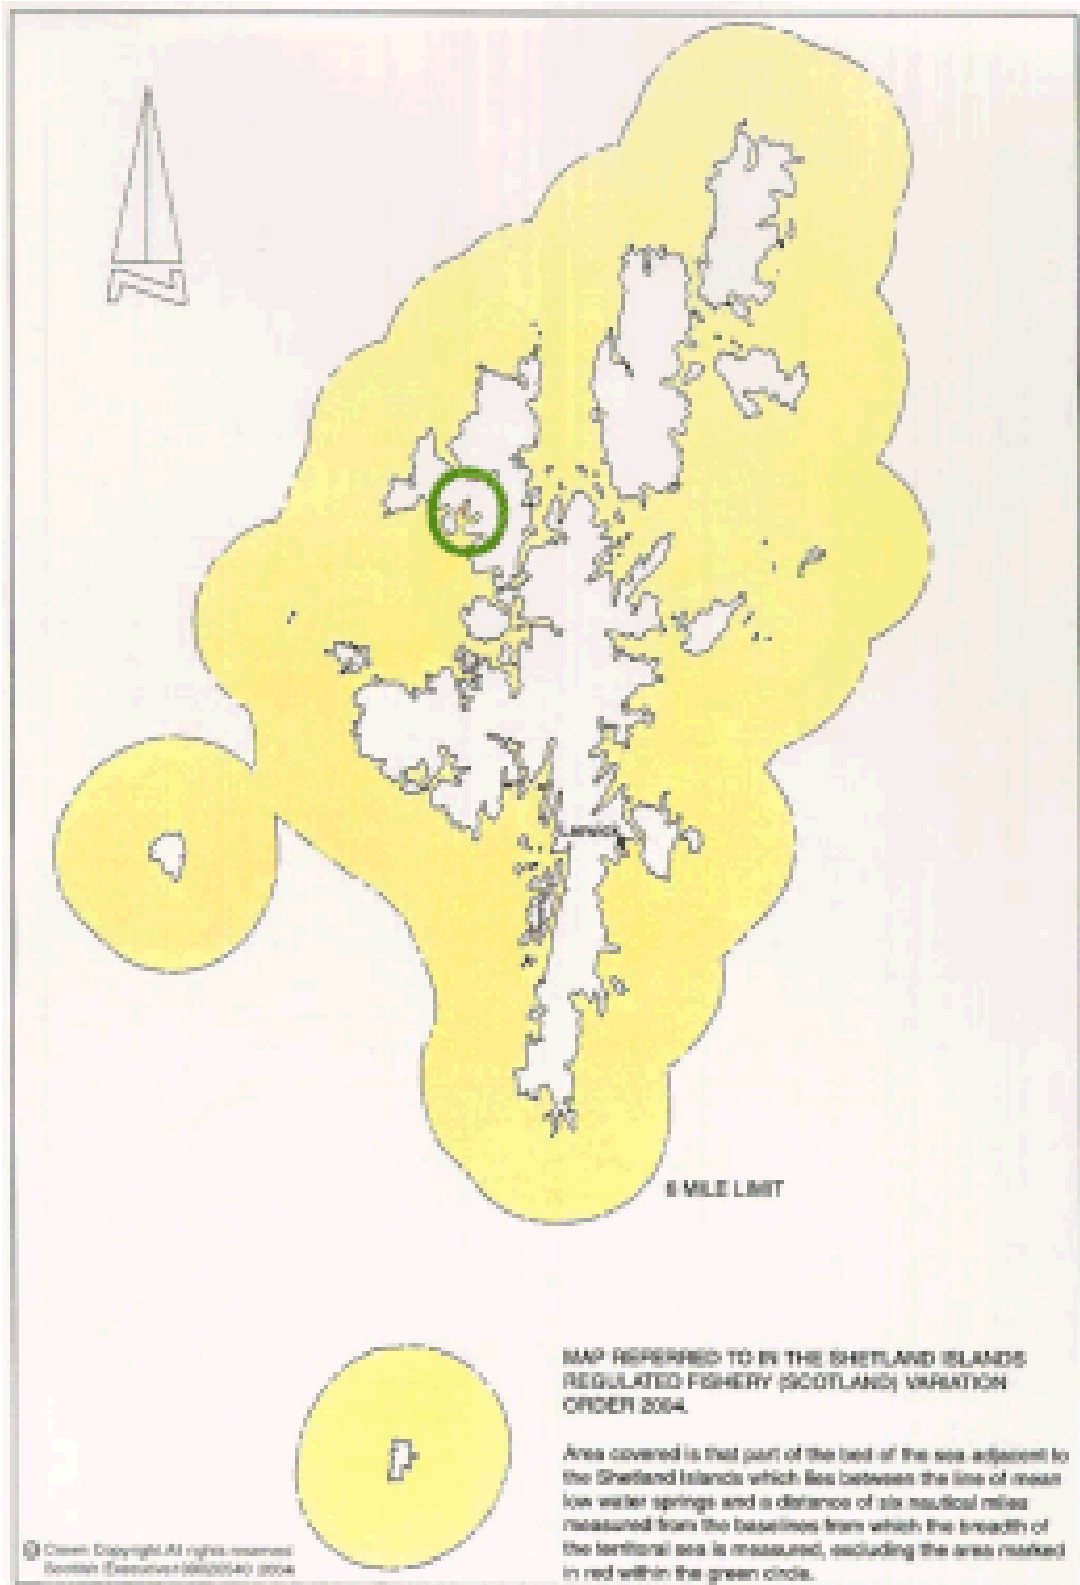 N
Lerwick
6 MILE LIMIT
MAP REFERRED TO IN THE SHETLAND ISLANDS
REGULATED FISHERY (SCOTLAND) VARIATION
ORDER 2004.
Area covered is that part of the bed of the sea adjacent to
the Shetland Islands which lies between the line of mean
low water springs and a distance of six nautical miles
measured from the baselines from which the breadth of
the territorial sea is measured, excluding the area marked
in red within the green circle.
© Crown Copyright. All rights reserved
Scottish Executive 2004